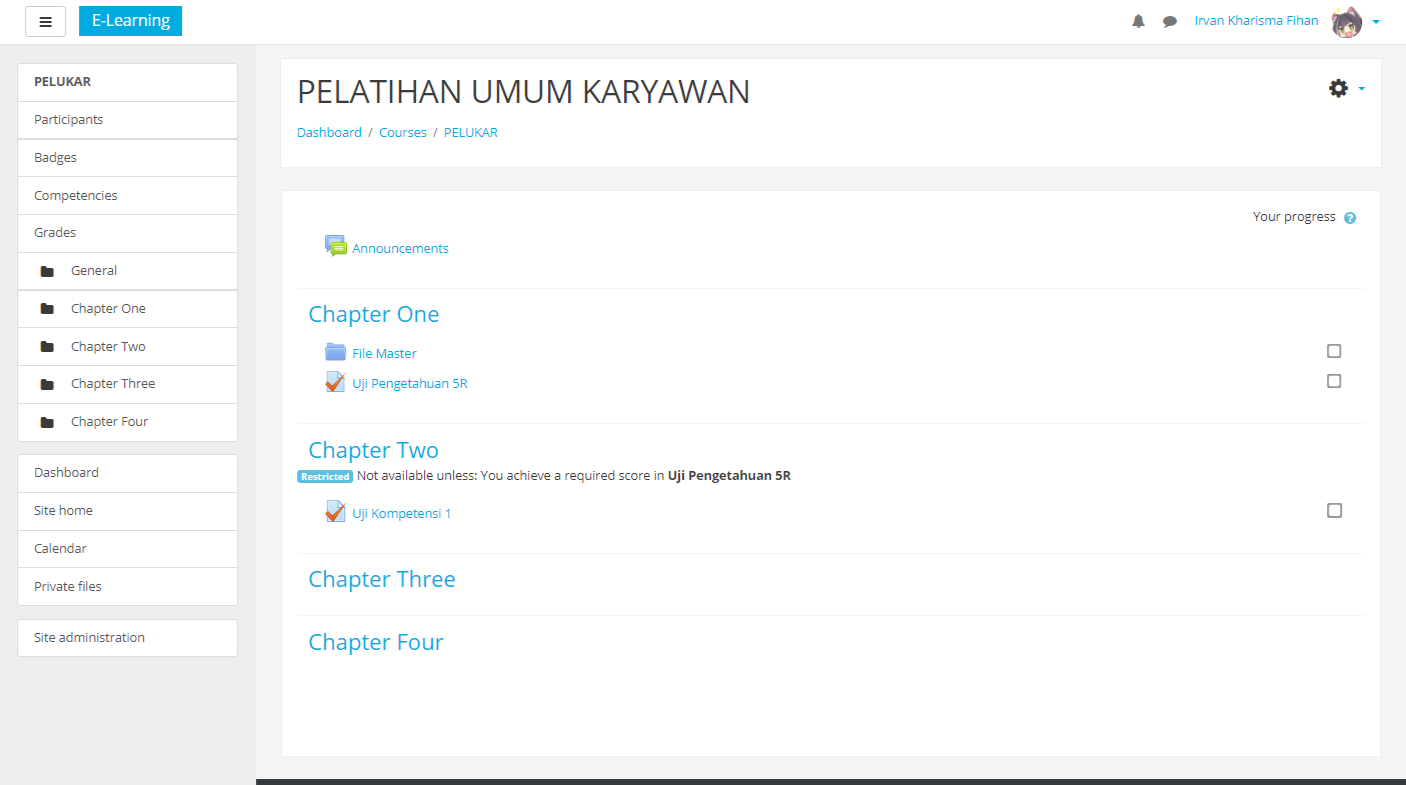 E-Learning
Irvan Kharisma Fihan
PELUKAR
Participants
Badges
Competencies
Grades
General
Chapter One
Chapter Two
Chapter Three
Chapter Four
Dashboard
Site home
Calendar
Private files
Site administration
PELATIHAN UMUM KARYAWAN
Dashboard / Courses / PELUKAR
Your progress ?
Announcements
Chapter One
File Master
Uji Pengetahuan 5R
Chapter Two
Restricted Not available unless: You achieve a required score in Uji Pengetahuan 5R
Uji Kompetensi 1
Chapter Three
Chapter Four